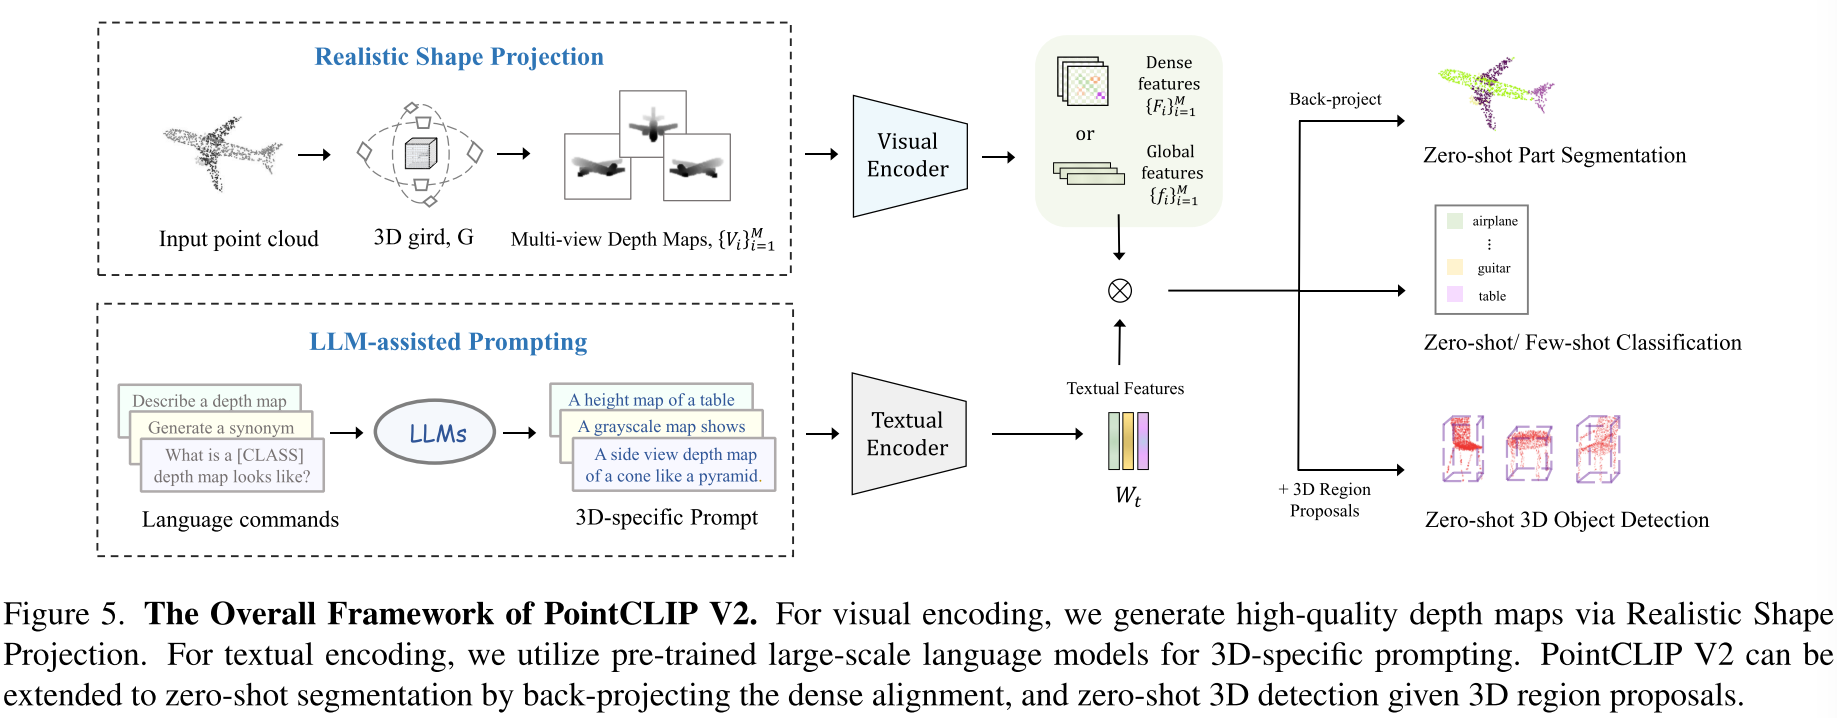 Realistic Shape Projection
Input point cloud
3D gird, G
Multi-view Depth Maps, {V_i}_{i=1}^M
Visual
Encoder
Dense
features
{F_i}_{i=1}^M
or
Global
features
{f_i}_{i=1}^M
LLM-assisted Prompting
Describe a depth map
Generate a synonym
What is a [CLASS]
depth map looks like?
Language commands
LLMs
A height map of a table
A grayscale map shows
A side view depth map
of a cone like a pyramid.
3D-specific Prompt
Textual
Encoder
Textual Features
W_t
Back-project
Zero-shot Part Segmentation
airplane
⋮
guitar
table
Zero-shot/ Few-shot Classification
+ 3D Region
Proposals
Zero-shot 3D Object Detection
Figure 5. The Overall Framework of PointCLIP V2. For visual encoding, we generate high-quality depth maps via Realistic Shape
Projection. For textual encoding, we utilize pre-trained large-scale language models for 3D-specific prompting. PointCLIP V2 can be
extended to zero-shot segmentation by back-projecting the dense alignment, and zero-shot 3D detection given 3D region proposals.